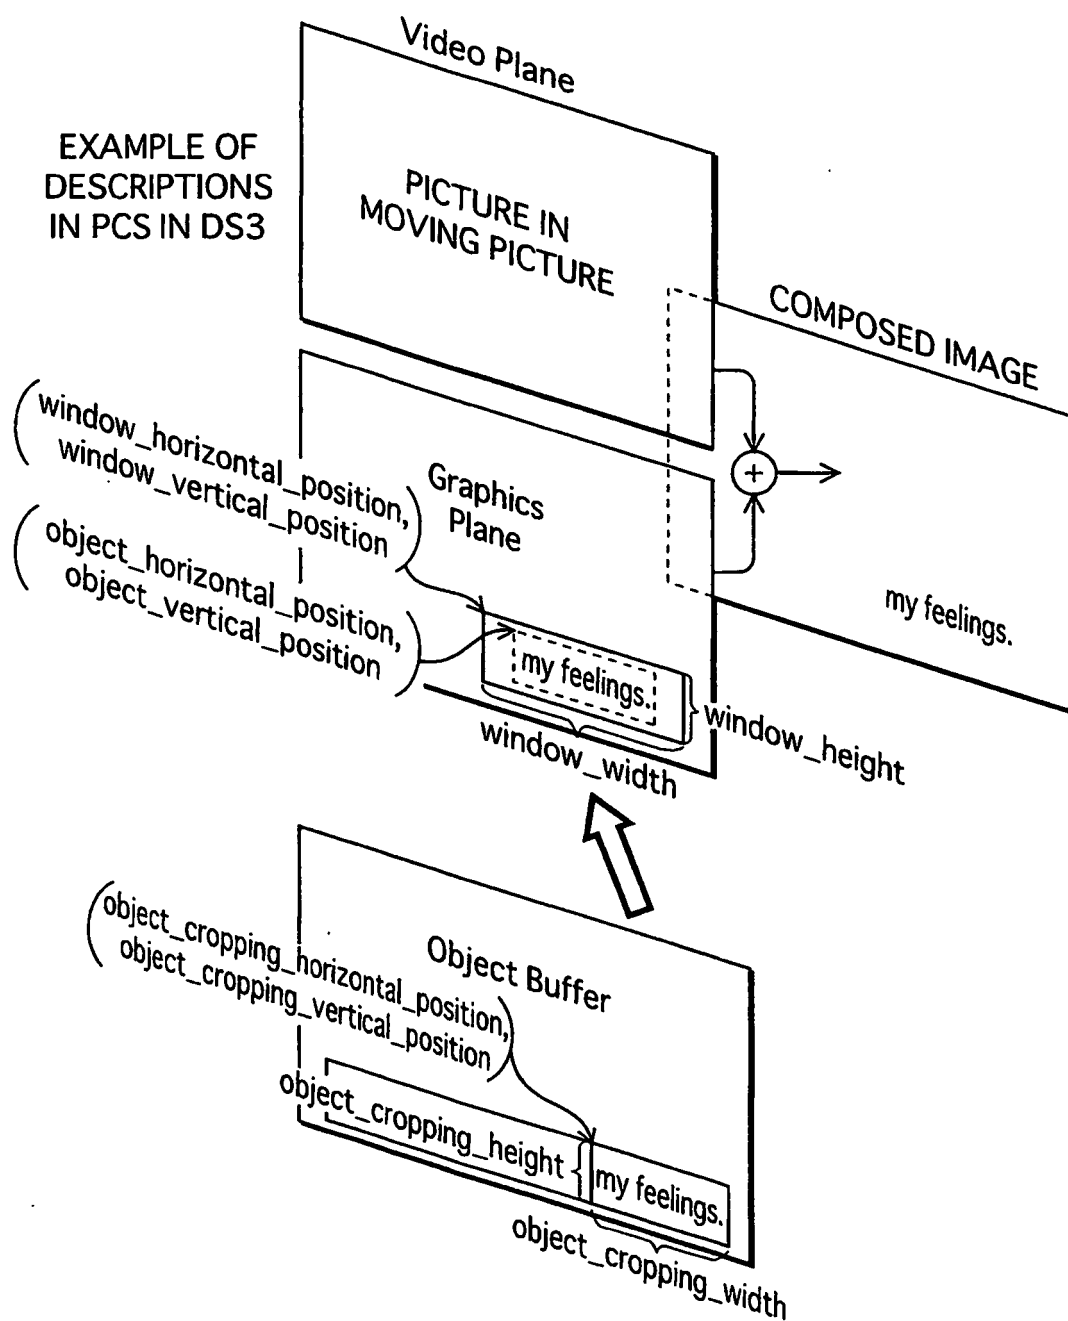 Video Plane
EXAMPLE OF
DESCRIPTIONS
IN PCS IN DS3
PICTURE IN
MOVING PICTURE
COMPOSED IMAGE
(window_horizontal_position,
window_vertical_position)
Graphics
Plane
(object_horizontal_position,
object_vertical_position)
+
my feelings.
my feelings.
window_height
window_width
(object_cropping_horizontal_position,
object_cropping_vertical_position)
Object Buffer
object_cropping_height
my feelings.
object_cropping_width